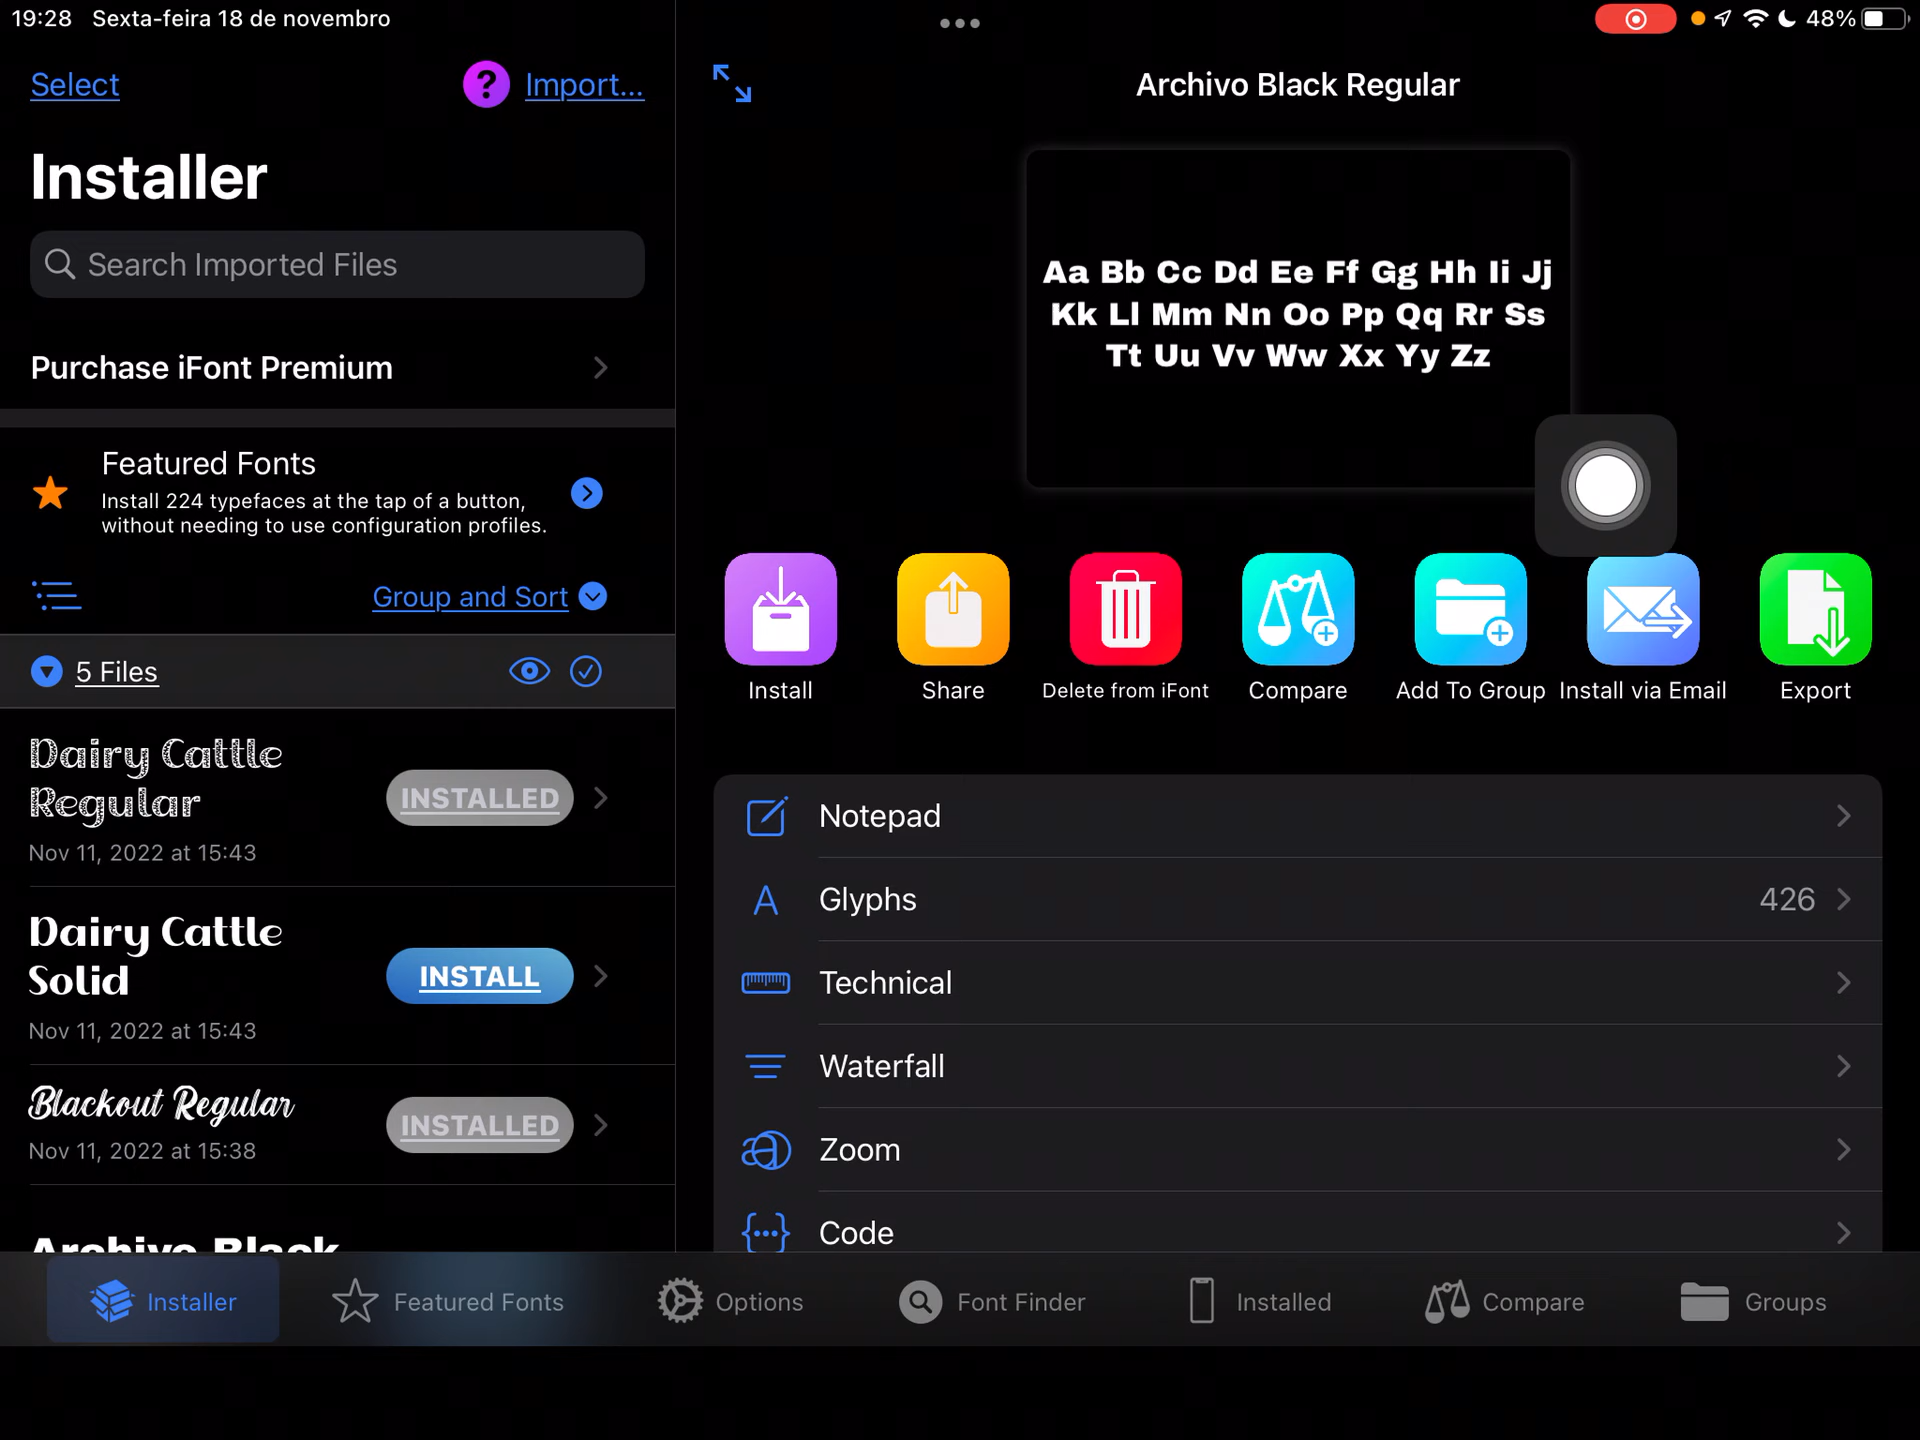 19:28 Sexta-feira 18 de novembro
48%
Select
? Import...
Installer
Search Imported Files
Purchase iFont Premium
Featured Fonts
Install 224 typefaces at the tap of a button,
without needing to use configuration profiles.
Group and Sort
5 Files
Dairy Cattle
Regular
INSTALLED
Nov 11, 2022 at 15:43
Dairy Cattle
Solid
INSTALL
Nov 11, 2022 at 15:43
Blackout Regular
INSTALLED
Nov 11, 2022 at 15:38
Archivo Black
Archivo Black Regular
Aa Bb Cc Dd Ee Ff Gg Hh Ii Jj
Kk Ll Mm Nn Oo Pp Qq Rr Ss
Tt Uu Vv Ww Xx Yy Zz
Install
Share
Delete from iFont
Compare
Add To Group
Install via Email
Export
Notepad
Glyphs 426
Technical
Waterfall
Zoom
Code
Installer
Featured Fonts
Options
Font Finder
Installed
Compare
Groups